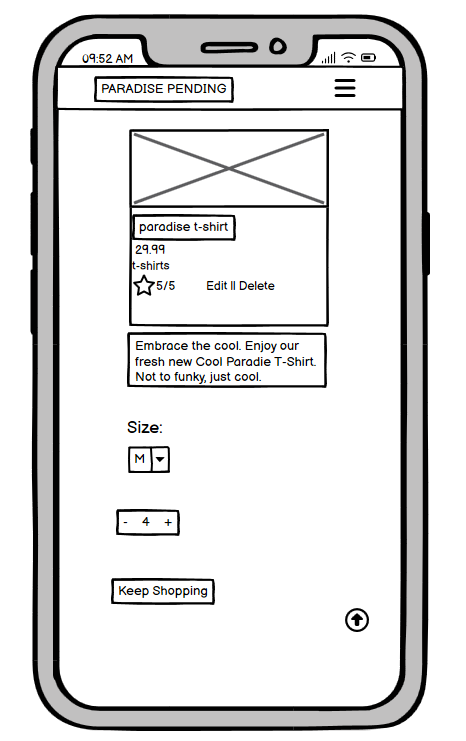 09:52 AM
PARADISE PENDING
paradise t-shirt
29.99
t-shirts
5/5 Edit || Delete
Embrace the cool. Enjoy our
fresh new Cool Paradie T-Shirt.
Not to funky, just cool.
Size:
M
- 4 +
Keep Shopping